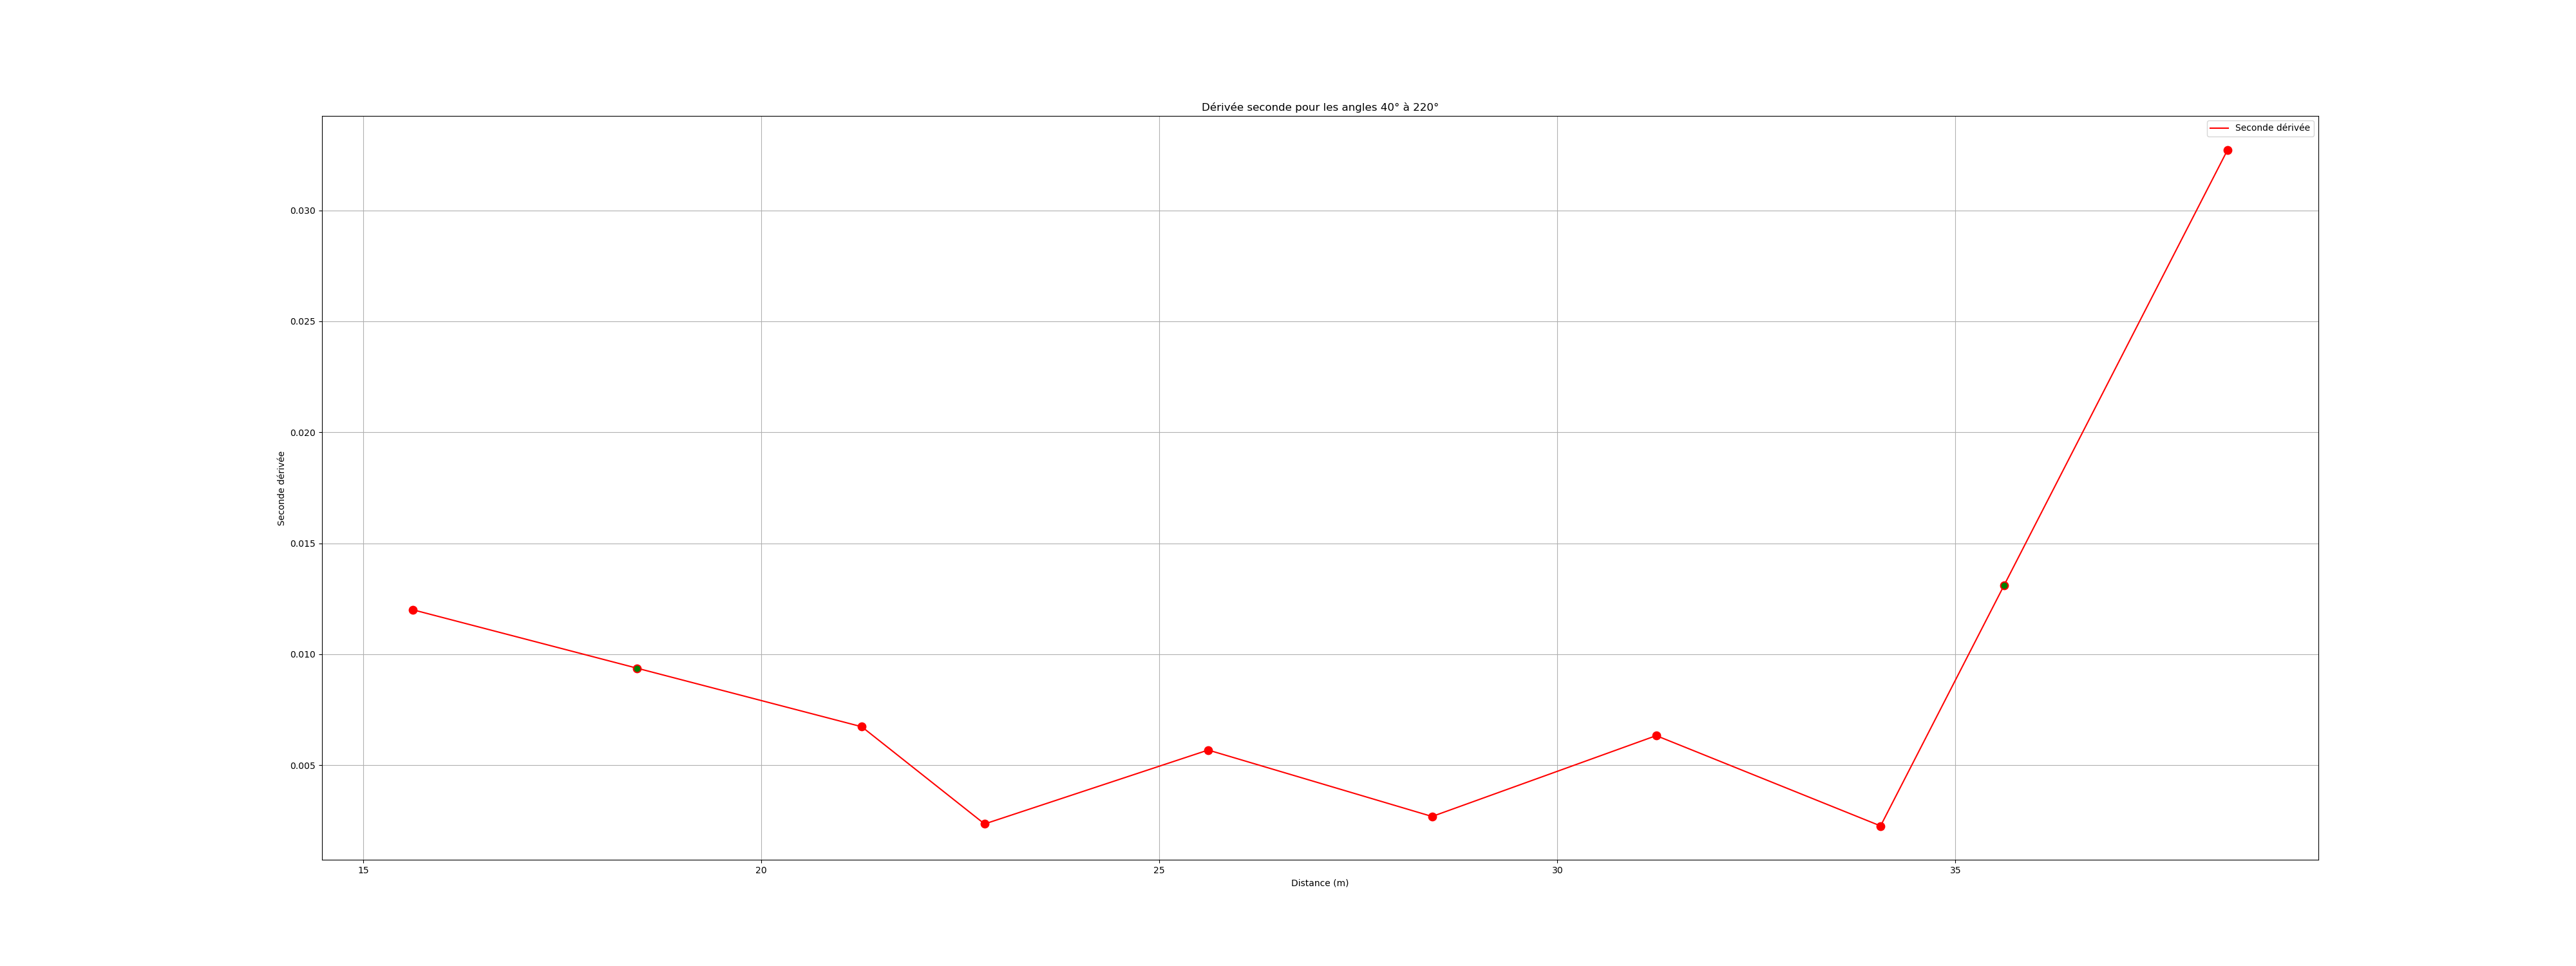 Dérivée seconde pour les angles 40° à 220°
Seconde dérivée
0.030
0.025
0.020
0.015
0.010
0.005
Seconde dérivée
15
20
25
30
35
Distance (m)